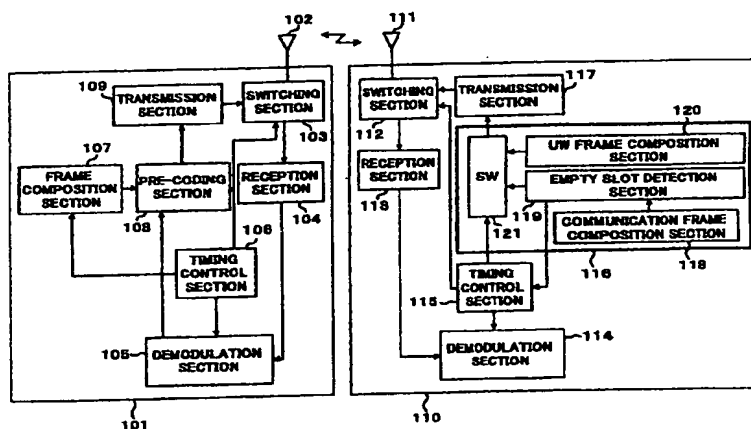 102
111
109
TRANSMISSION
SECTION
SWITCHING
SECTION
103
107
FRAME
COMPOSITION
SECTION
PRE-CODING
SECTION
108
RECEPTION
SECTION
104
106
TIMING
CONTROL
SECTION
105
DEMODULATION
SECTION
101
SWITCHING
SECTION
112
TRANSMISSION
SECTION
117
120
RECEPTION
SECTION
113
SW
121
UW FRAME COMPOSITION
SECTION
EMPTY SLOT DETECTION
SECTION
119
COMMUNICATION FRAME
COMPOSITION SECTION
118
116
115
TIMING
CONTROL
SECTION
114
DEMODULATION
SECTION
110